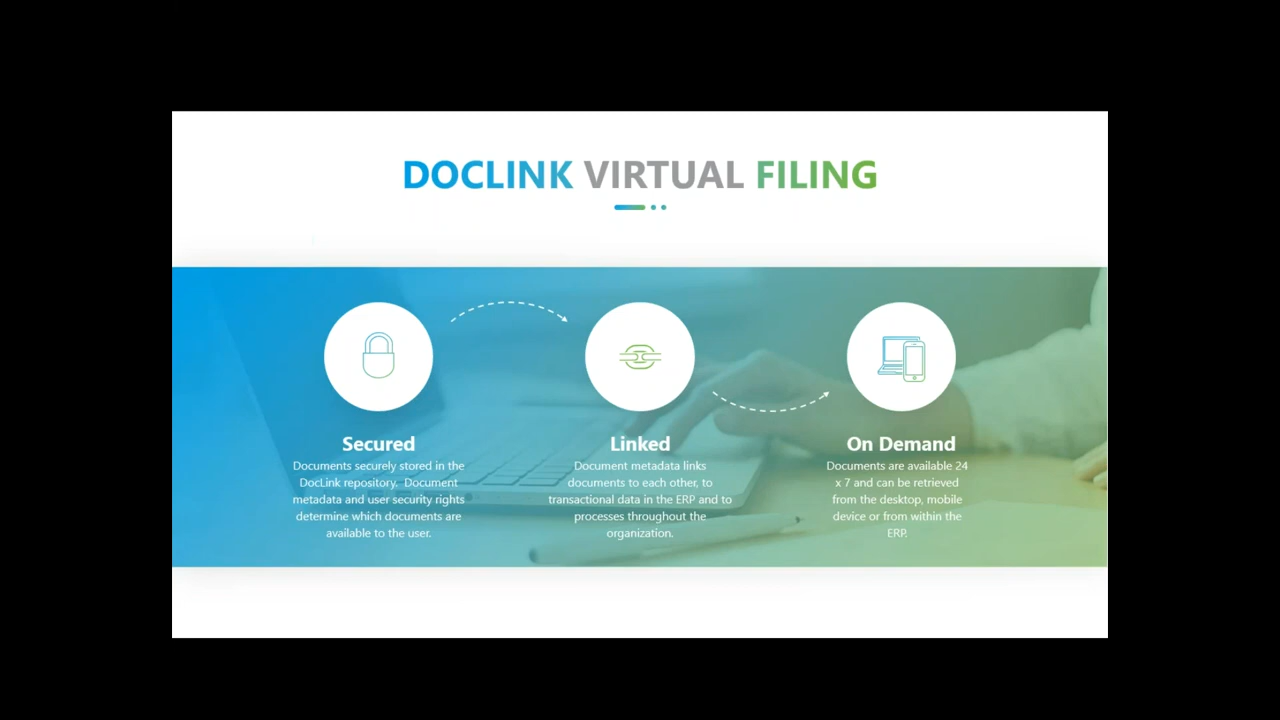 DOCLINK VIRTUAL FILING
Secured
Documents securely stored in the
DocLink repository.  Document
metadata and user security rights
determine which documents are
available to the user.
Linked
Document metadata links
documents to each other, to
transactional data in the ERP and to
processes throughout the
organization.
On Demand
Documents are available 24
x 7 and can be retrieved
from the desktop, mobile
device or from within the
ERP.